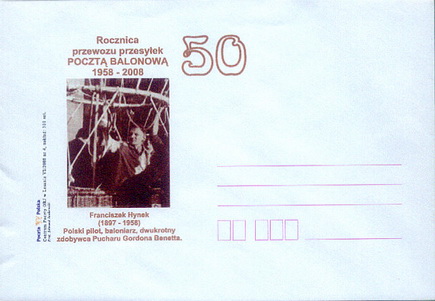 Rocznica
przewozu przesyłek
POCZTĄ BALONOWĄ
1958 - 2008
50
Franciszek Hynek
(1897 - 1958)
Polski pilot, baloniarz, dwukrotny
zdobywca Pucharu Gordona Benetta.
Poczta Polska